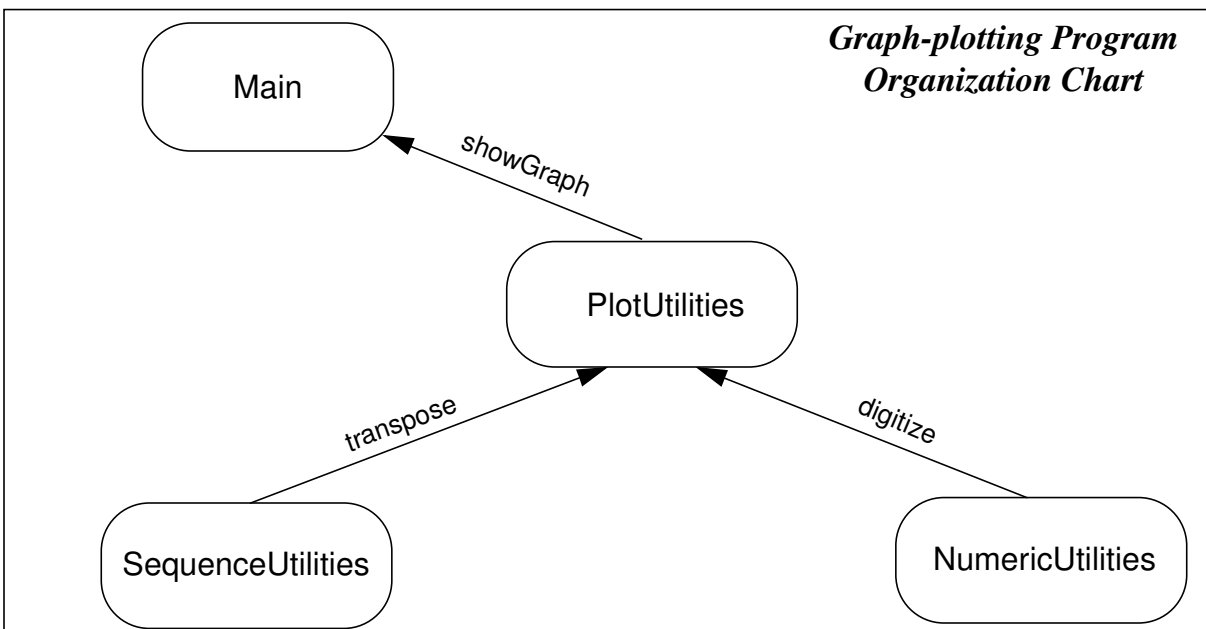 Graph-plotting Program
Organization Chart
Main
showGraph
PlotUtilities
transpose
digitize
SequenceUtilities
NumericUtilities